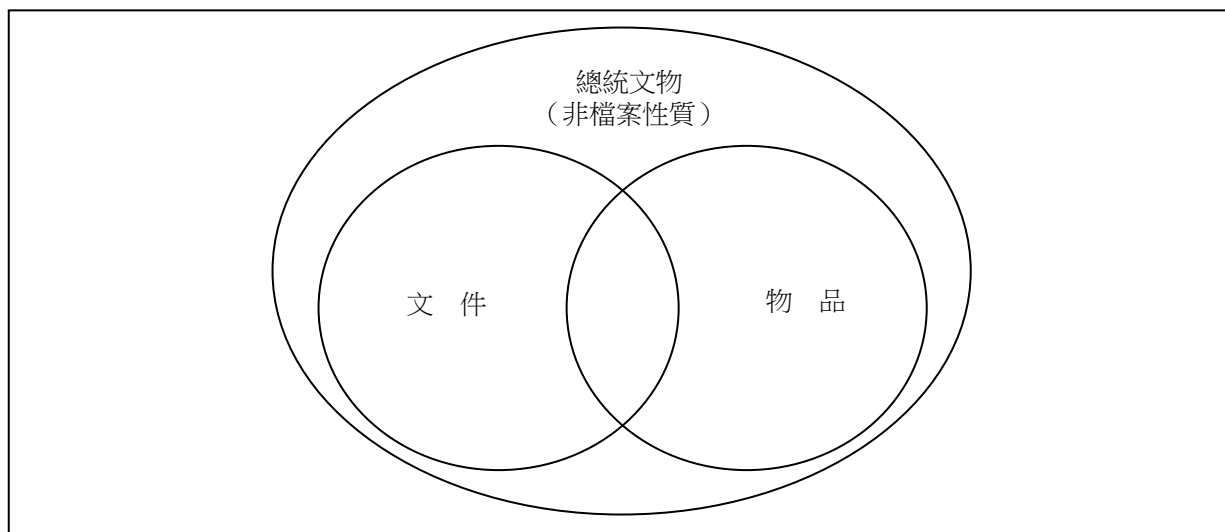 總統文物
（非檔案性質）
文　件
物　品